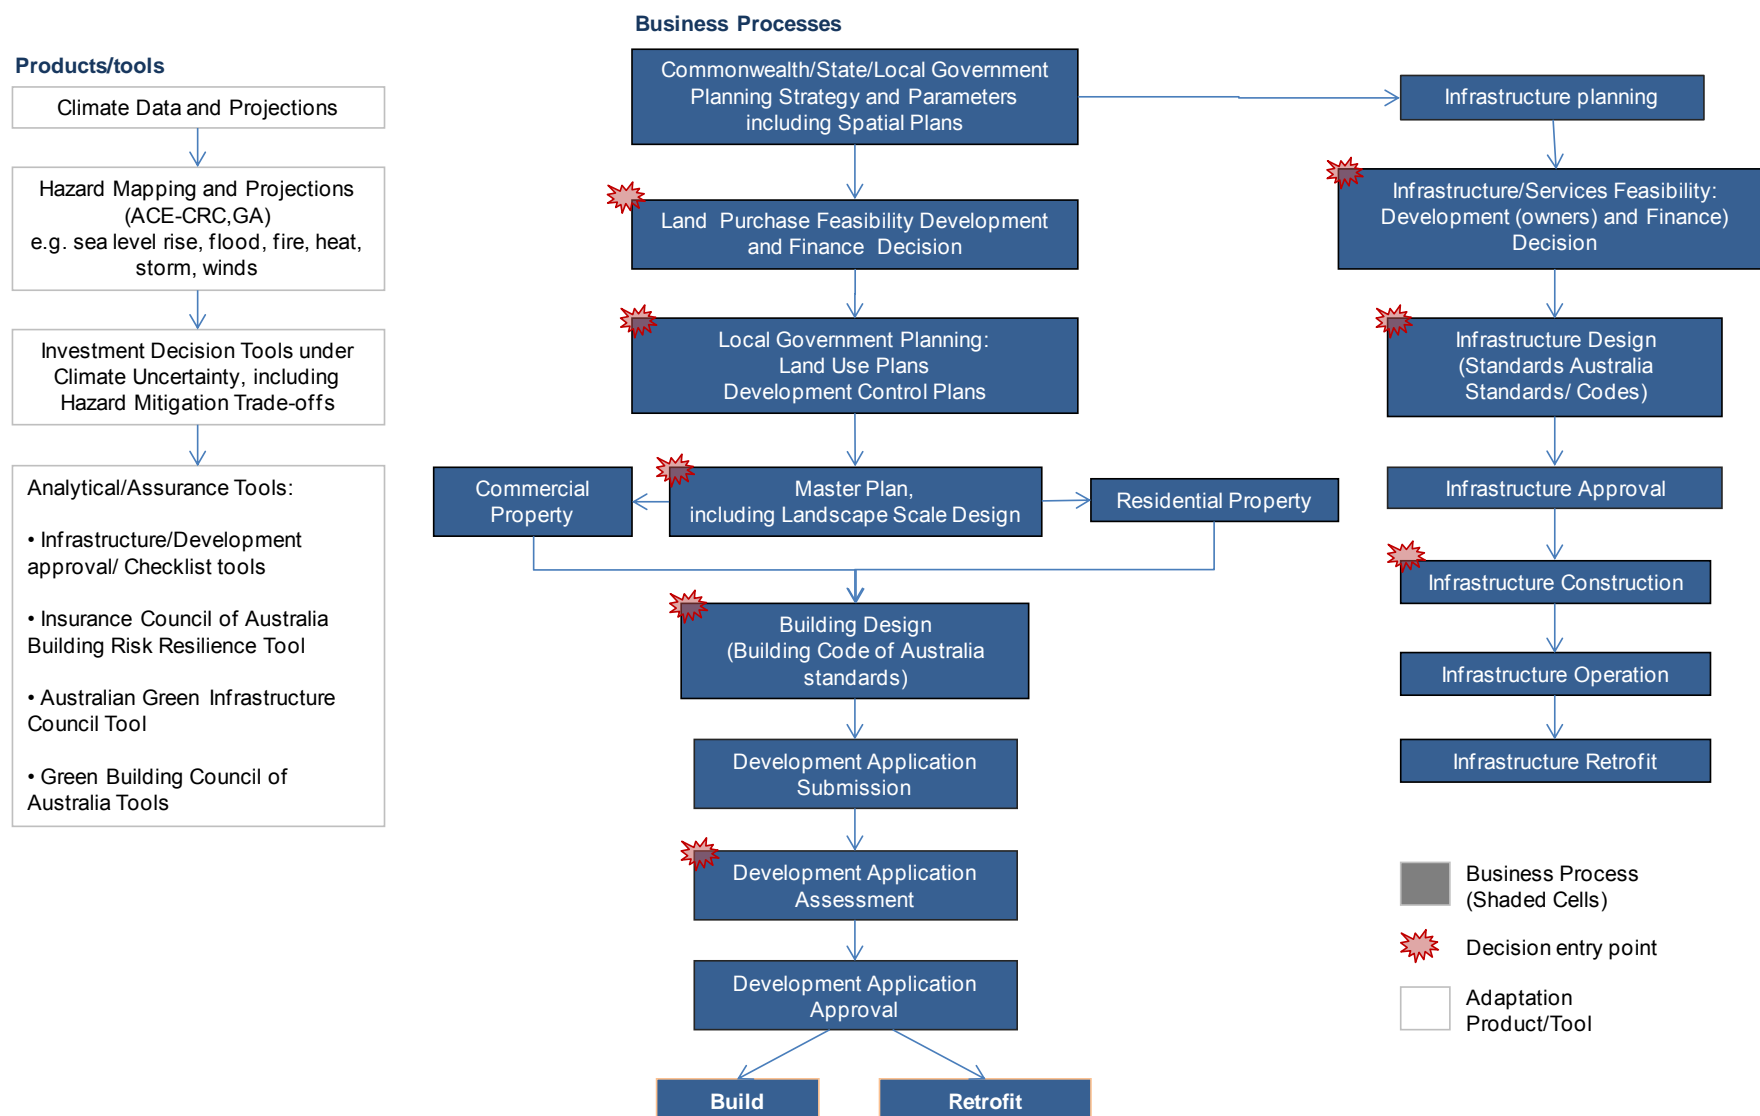 Business Processes
Products/tools
Climate Data and Projections
Hazard Mapping and Projections
(ACE-CRC,GA)
e.g. sea level rise, flood, fire, heat,
storm, winds
Investment Decision Tools under
Climate Uncertainty, including
Hazard Mitigation Trade-offs
Analytical/Assurance Tools:
• Infrastructure/Development
approval/ Checklist tools
• Insurance Council of Australia
Building Risk Resilience Tool
• Australian Green Infrastructure
Council Tool
• Green Building Council of
Australia Tools
Commonwealth/State/Local Government
Planning Strategy and Parameters
including Spatial Plans
Land Purchase Feasibility Development
and Finance Decision
Local Government Planning:
Land Use Plans
Development Control Plans
Commercial
Property
Master Plan,
including Landscape Scale Design
Residential Property
Building Design
(Building Code of Australia
standards)
Development Application
Submission
Development Application
Assessment
Development Application
Approval
Build
Retrofit
Infrastructure planning
Infrastructure/Services Feasibility:
Development (owners) and Finance)
Decision
Infrastructure Design
(Standards Australia
Standards/ Codes)
Infrastructure Approval
Infrastructure Construction
Infrastructure Operation
Infrastructure Retrofit
Business Process
(Shaded Cells)
Decision entry point
Adaptation
Product/Tool